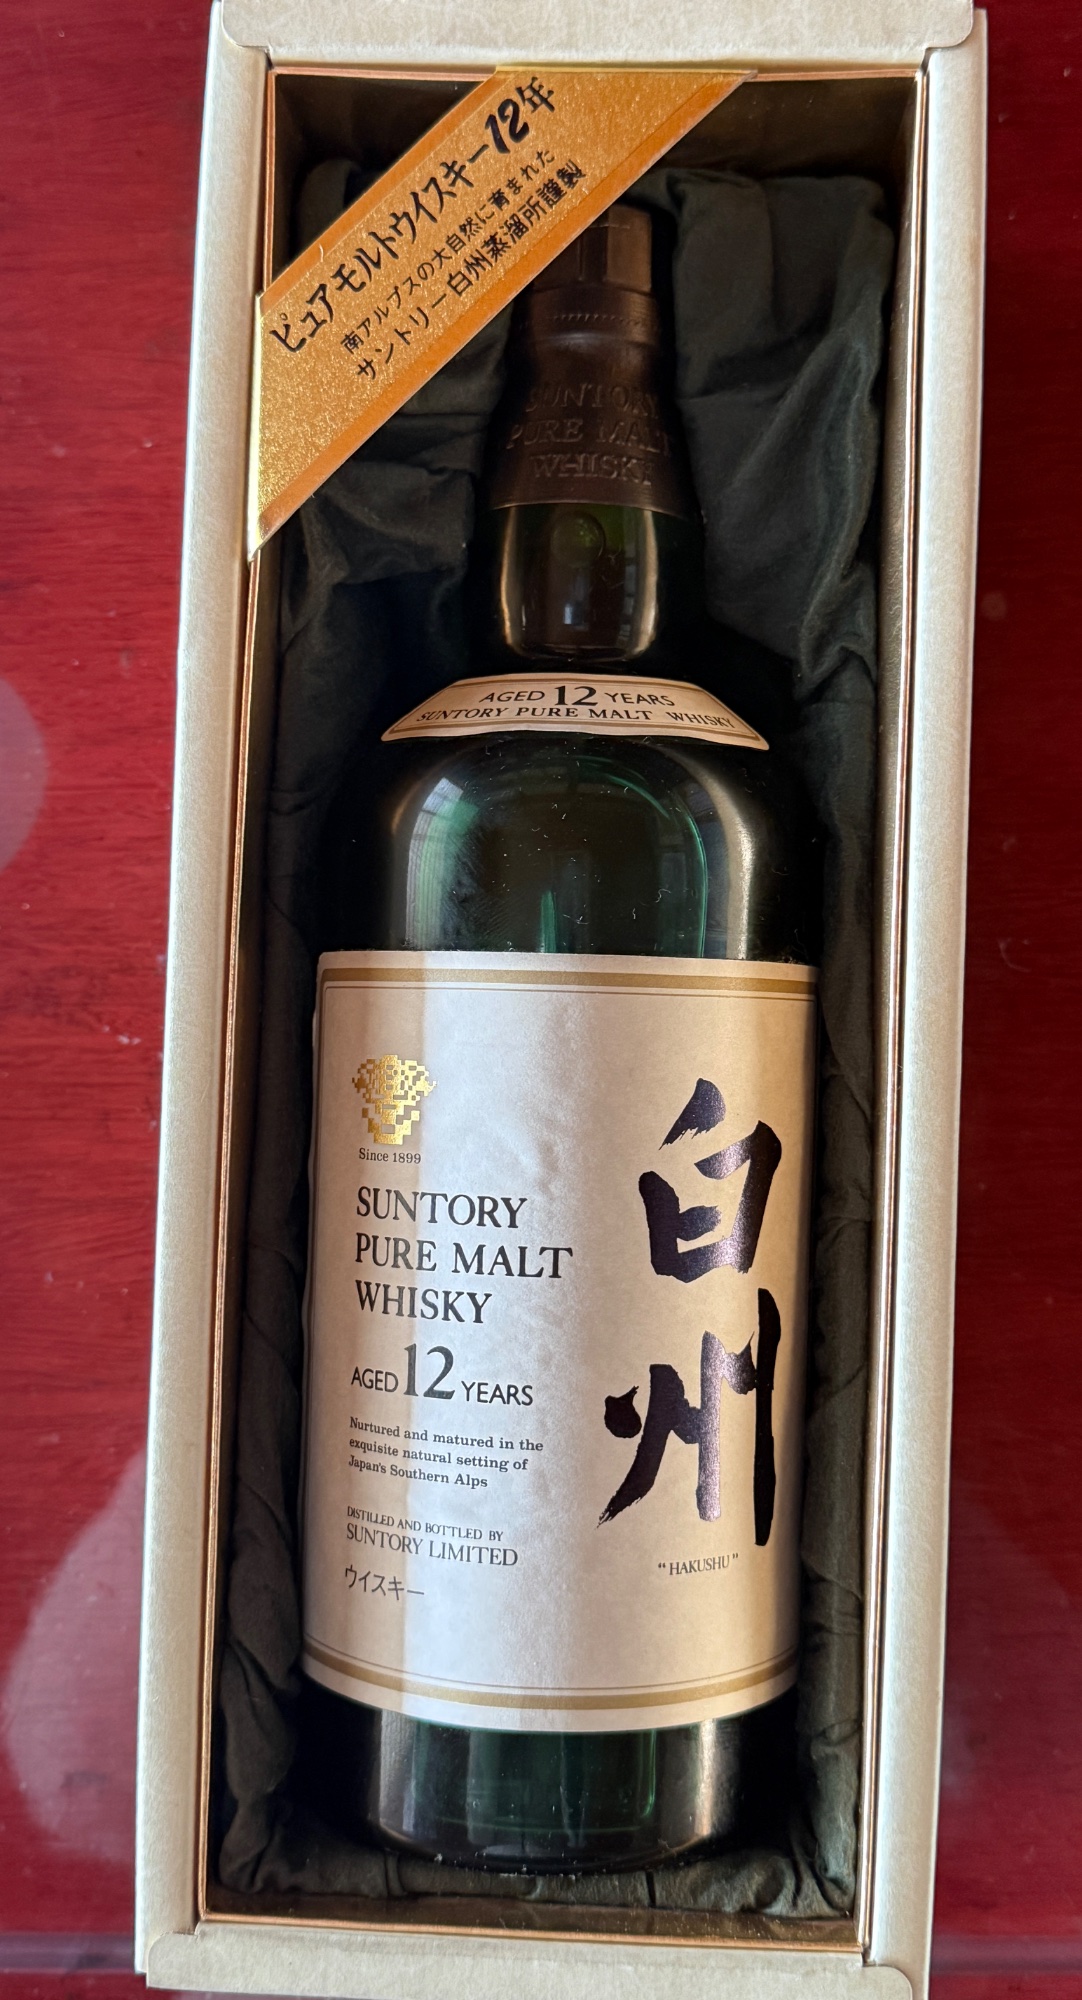 ピュアモルトウイスキー12年
南アルプスの大自然に育まれた
サントリー白州蒸溜所謹製
SUNTORY
PURE MALT
WHISKY
AGED 12 YEARS
SUNTORY PURE MALT WHISKY
Since 1899
SUNTORY
PURE MALT
WHISKY
AGED 12 YEARS
Nurtured and matured in the
exquisite natural setting of
Japan's Southern Alps
DISTILLED AND BOTTLED BY
SUNTORY LIMITED
ウイスキー
白州
"HAKUSHU"